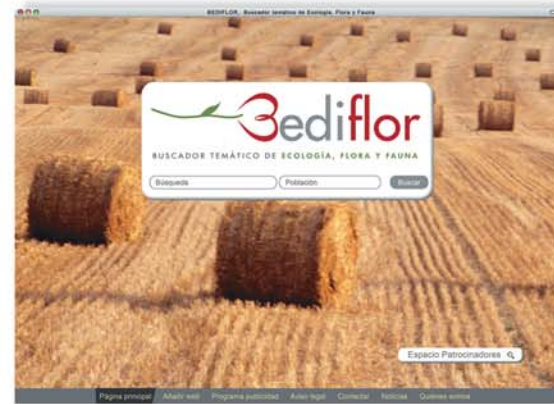 BEDIFLOR, Buscador temático de Ecología, Flora y Fauna
Bediflor
BUSCADOR TEMÁTICO DE ECOLOGÍA, FLORA Y FAUNA
Búsqueda
Población
Buscar
Espacio Patrocinadores
Página principal Añadir web Programa publicidad Aviso legal Contactar Noticias Quiénes somos